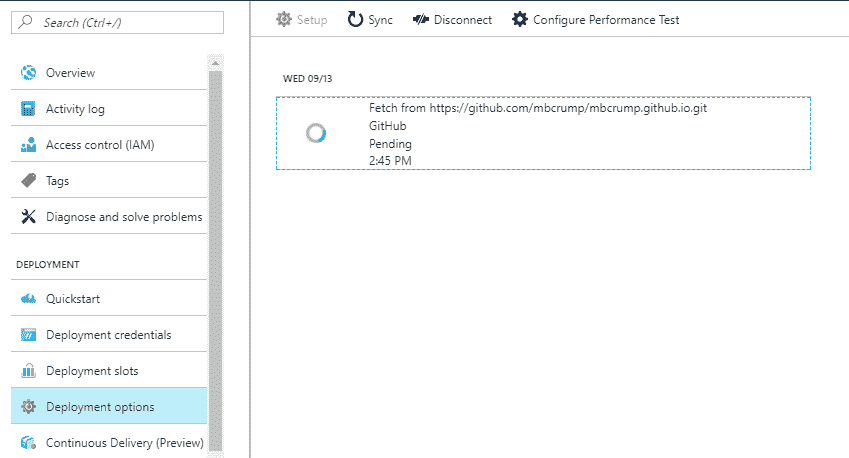 Search (Ctrl+/)
Overview
Activity log
Access control (IAM)
Tags
Diagnose and solve problems
DEPLOYMENT
Quickstart
Deployment credentials
Deployment slots
Deployment options
Continuous Delivery (Preview)
Setup
Sync
Disconnect
Configure Performance Test
WED 09/13
Fetch from https://github.com/mbcrump/mbcrump.github.io.git
GitHub
Pending
2:45 PM